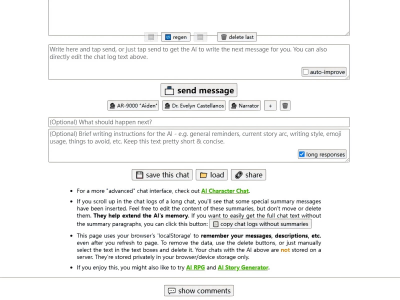 regen
delete last
Write here and tap send, or just tap send to get the AI to write the next message for you. You can also
directly edit the chat log text above.
auto-improve
send message
AR-9000 "Aiden"
Dr. Evelyn Castellanos
Narrator
+
(Optional) What should happen next?
(Optional) Brief writing instructions for the AI - e.g. general reminders, current story arc, writing style, emoji
usage, things to avoid, etc. Keep this text pretty short & concise.
long responses
save this chat
load
share
• For a more "advanced" chat interface, check out AI Character Chat.
• If you scroll up in the chat logs of a long chat, you'll see that some special summary messages
have been inserted. Feel free to edit the content of these summaries, but don't move or delete
them. They help extend the AI's memory. If you want to easily get the full chat text without
the summary paragraphs, you can click this button: copy chat logs without summaries
• This page uses your browser's 'localStorage' to remember your messages, descriptions, etc.
even after you refresh to page. To remove the data, use the delete buttons, or just manually
select the text in the text boxes and delete it. Your chats with the AI above are not stored on a
server. They're stored privately in your browser/device storage only.
• If you enjoy this, you might also like to try AI RPG and AI Story Generator.
show comments